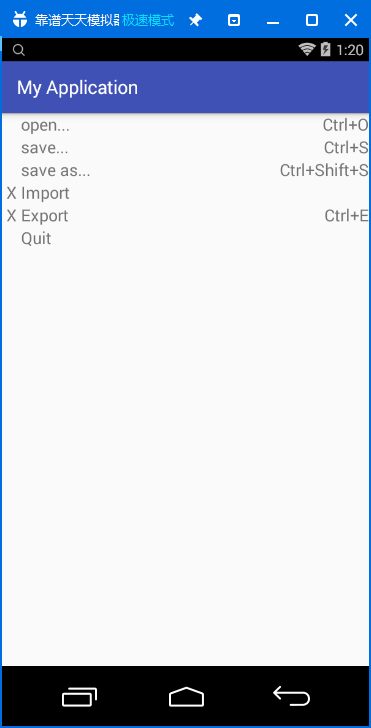 靠谱天天模拟器 极速模式
1:20
My Application
open... Ctrl+O
save... Ctrl+S
save as... Ctrl+Shift+S
X Import
X Export Ctrl+E
Quit